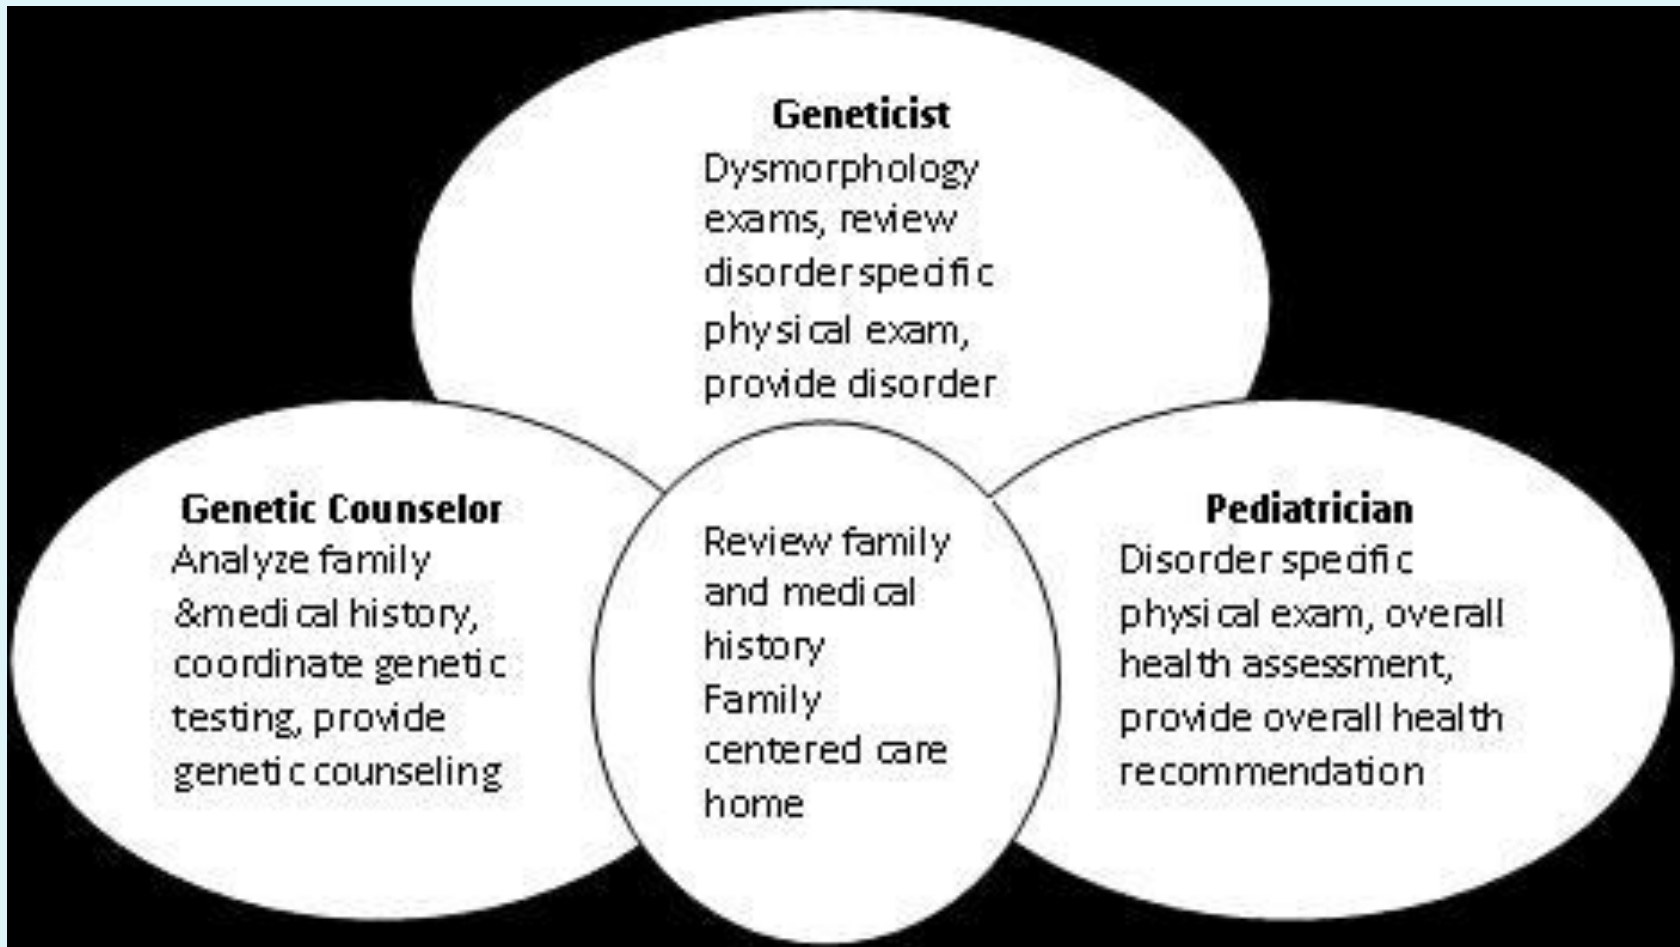 Geneticist
Dysmorphology
exams, review
disorder specific
physical exam,
provide disorder
Genetic Counselor
Analyze family
&medical history,
coordinate genetic
testing, provide
genetic counseling
Review family
and medical
history
Family
centered care
home
Pediatrician
Disorder specific
physical exam, overall
health assessment,
provide overall health
recommendation